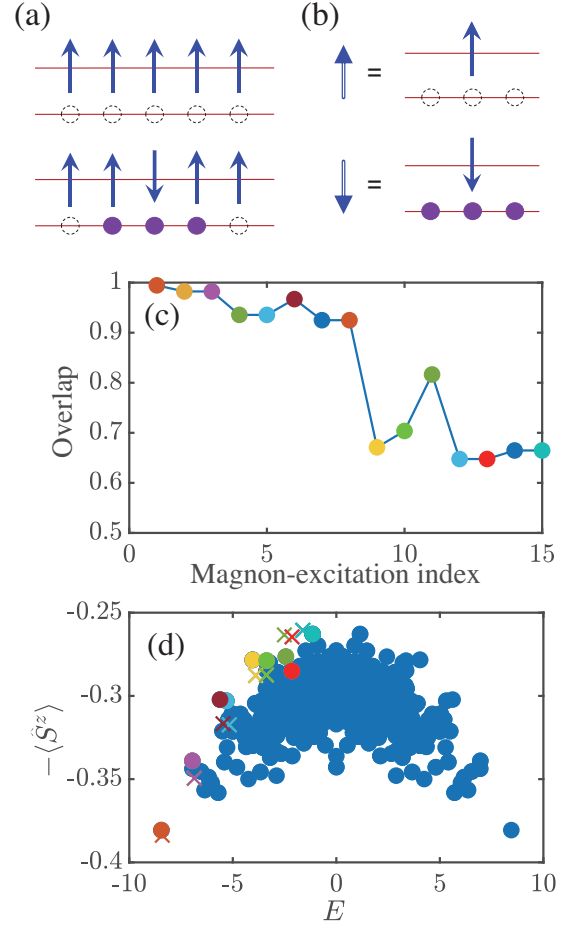 (a)
(b)
=
=
(c)
1
0.9
0.8
0.7
0.6
0.5
Overlap
0
5
10
15
Magnon-excitation index
(d)
-0.25
-0.3
-0.35
-0.4
−⟨Ŝᶻ⟩
-10
-5
0
5
10
E